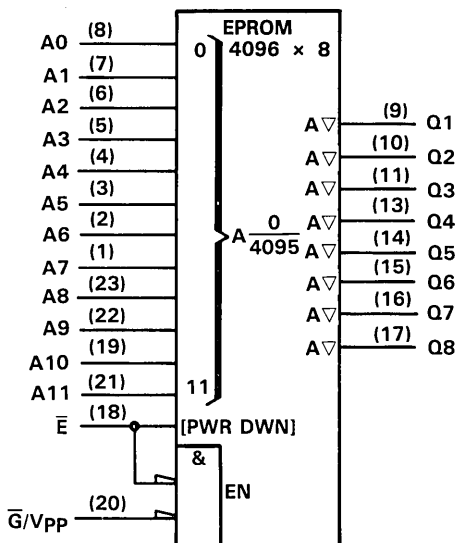 EPROM
4096 × 8
A0 (8) 0
A1 (7)
A2 (6)
A3 (5)
A4 (4)
A5 (3)
A6 (2)
A7 (1)
A8 (23)
A9 (22)
A10 (19)
A11 (21) 11
A 0/4095
A▽ (9) Q1
A▽ (10) Q2
A▽ (11) Q3
A▽ (13) Q4
A▽ (14) Q5
A▽ (15) Q6
A▽ (16) Q7
A▽ (17) Q8
E̅ (18) [PWR DWN]
&
EN
G̅/VPP (20)